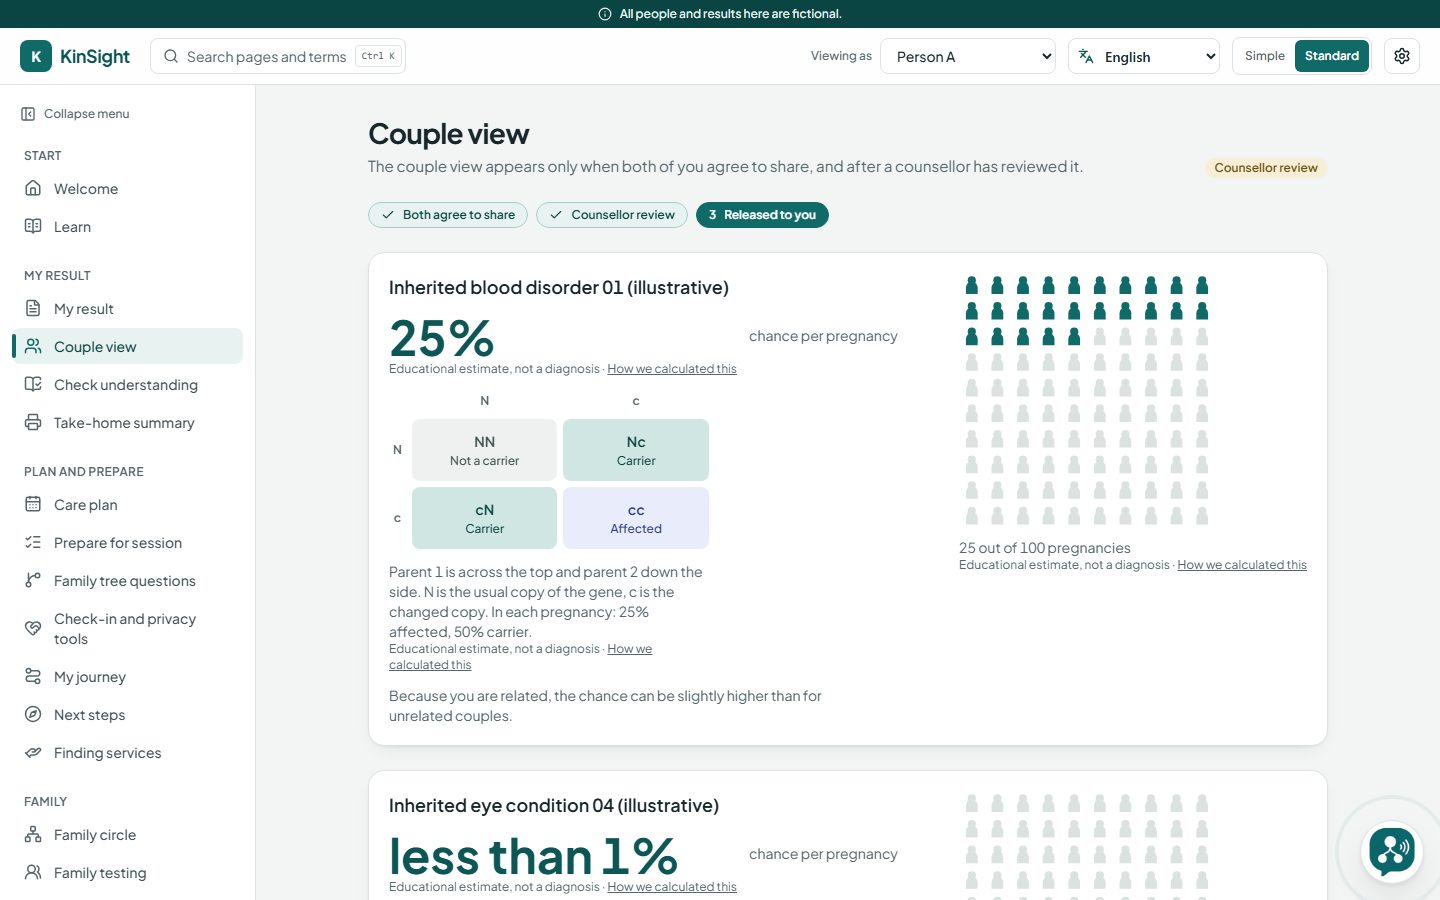 All people and results here are fictional.
K KinSight
Search pages and terms Ctrl K
Viewing as Person A English Simple Standard
Collapse menu
START
Welcome
Learn
MY RESULT
My result
Couple view
Check understanding
Take-home summary
PLAN AND PREPARE
Care plan
Prepare for session
Family tree questions
Check-in and privacy
tools
My journey
Next steps
Finding services
FAMILY
Family circle
Family testing
Couple view
The couple view appears only when both of you agree to share, and after a counsellor has reviewed it.
Counsellor review
Both agree to share Counsellor review 3 Released to you
Inherited blood disorder 01 (illustrative)
25% chance per pregnancy
Educational estimate, not a diagnosis · How we calculated this
N c
N NN Nc
Not a carrier Carrier
c cN cc
Carrier Affected
Parent 1 is across the top and parent 2 down the
side. N is the usual copy of the gene, c is the
changed copy. In each pregnancy: 25%
affected, 50% carrier.
Educational estimate, not a diagnosis · How we
calculated this
Because you are related, the chance can be slightly higher than for
unrelated couples.
25 out of 100 pregnancies
Educational estimate, not a diagnosis · How we calculated this
Inherited eye condition 04 (illustrative)
less than 1% chance per pregnancy
Educational estimate, not a diagnosis · How we calculated this